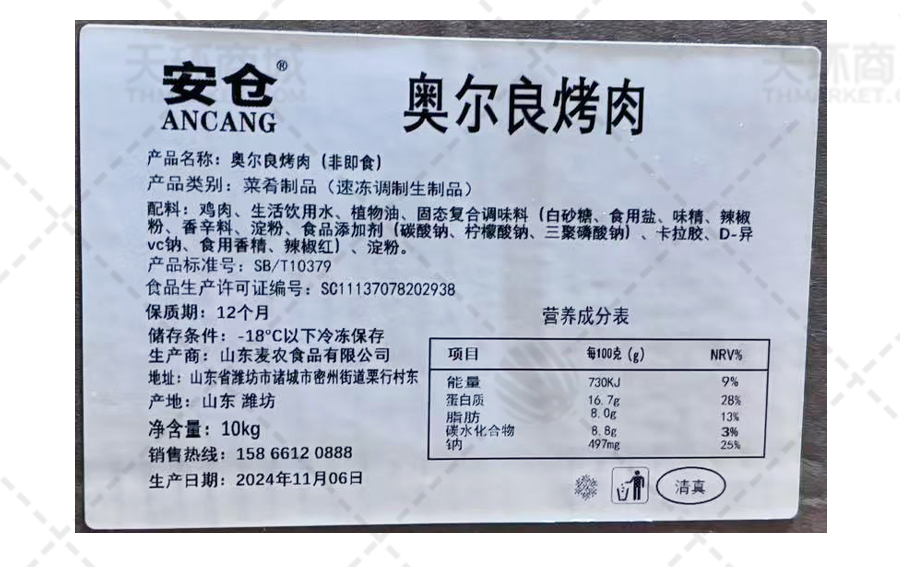 天环商城
THMARKET.COM
天环商
THMARKET.C
安仓®
ANCANG
奥尔良烤肉
产品名称：奥尔良烤肉（非即食）
产品类别：菜肴制品（速冻调制生制品）
配料：鸡肉、生活饮用水、植物油、固态复合调味料（白砂糖、食用盐、味精、辣椒
粉、香辛料、淀粉、食品添加剂（碳酸钠、柠檬酸钠、三聚磷酸钠）、卡拉胶、D-异
vc钠、食用香精、辣椒红）、淀粉。
产品标准号：SB/T10379
食品生产许可证编号：SC11137078202938
保质期：12个月
储存条件：-18°C以下冷冻保存
生产商：山东麦农食品有限公司
地址：山东省潍坊市诸城市密州街道栗行村东
产地：山东 潍坊
净含量：10kg
销售热线：158 6612 0888
生产日期：2024年11月06日
营养成分表
项目 每100克（g） NRV%
能量 730KJ 9%
蛋白质 16.7g 28%
脂肪 8.0g 13%
碳水化合物 8.8g 3%
钠 497mg 25%
清真